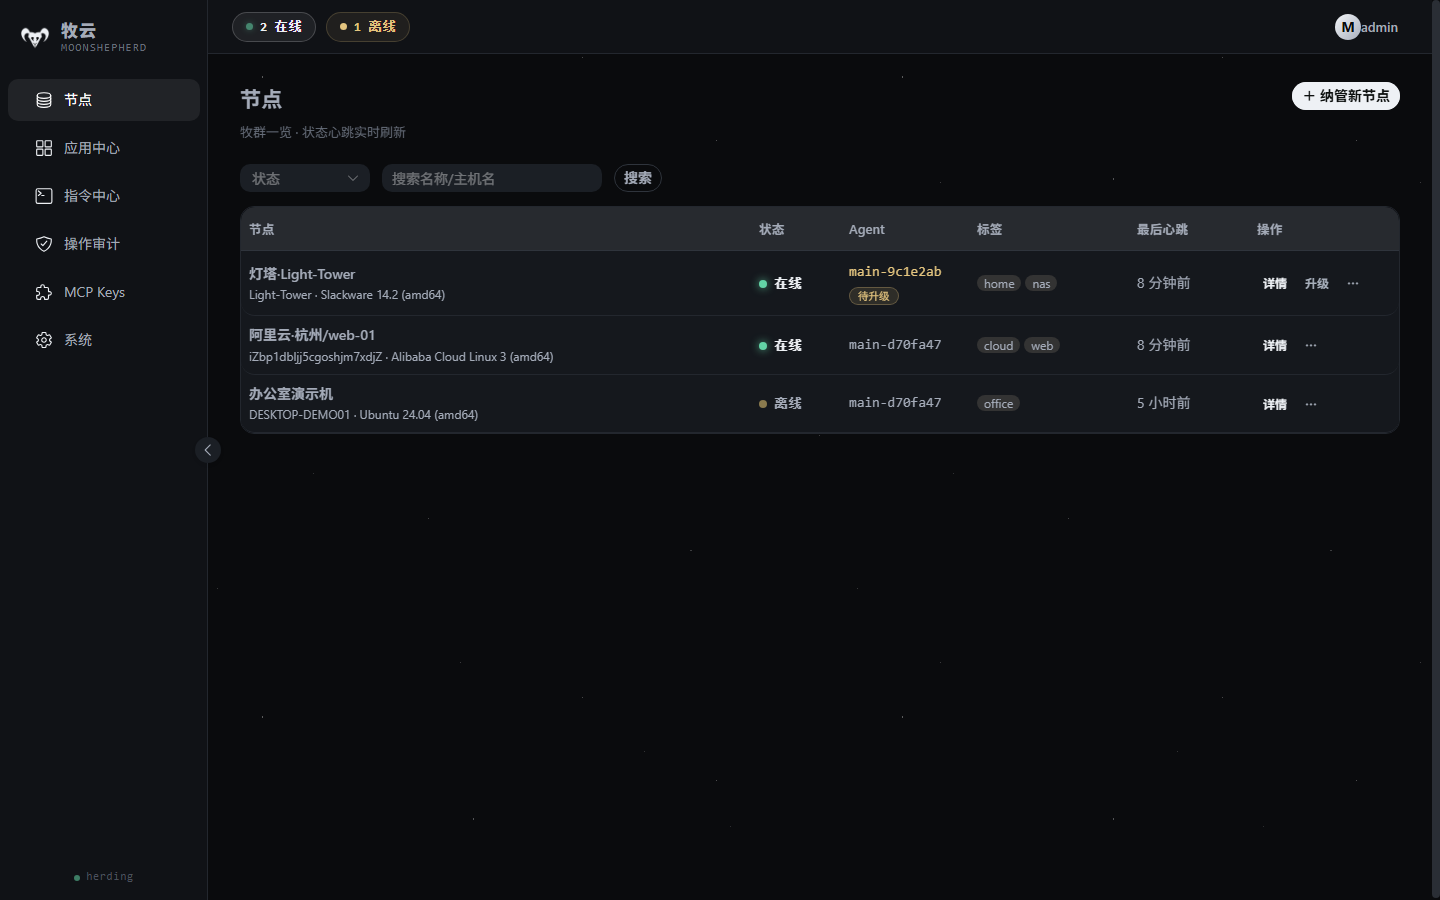 牧云
MOONSHEPHERD
2 在线
1 离线
M admin
节点
应用中心
指令中心
操作审计
MCP Keys
系统
herding
节点
+ 纳管新节点
牧群一览 · 状态心跳实时刷新
状态
搜索名称/主机名
搜索
节点 状态 Agent 标签 最后心跳 操作
灯塔·Light-Tower
Light-Tower · Slackware 14.2 (amd64)
在线
main-9c1e2ab
待升级
home nas
8 分钟前
详情 升级 ···
阿里云·杭州/web-01
iZbp1dbljj5cgoshjm7xdjZ · Alibaba Cloud Linux 3 (amd64)
在线
main-d70fa47
cloud web
8 分钟前
详情 ···
办公室演示机
DESKTOP-DEMO01 · Ubuntu 24.04 (amd64)
离线
main-d70fa47
office
5 小时前
详情 ···